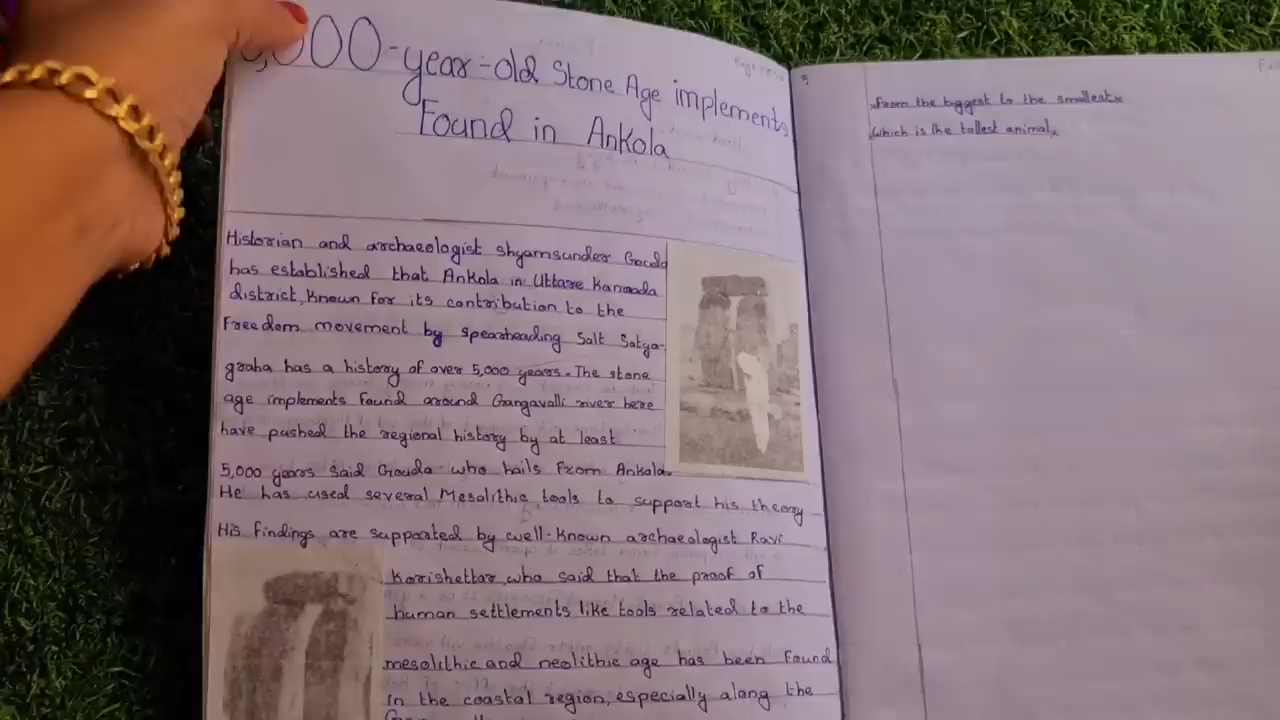 000-year-old Stone Age implements
Found in Ankola
Historian and archaeologist shyamsunder Gouda
has established that Ankola in Uttara Kannada
district, known for its contribution to the
Freedom movement by spearheading Salt Satya-
graha has a history of over 5,000 years. The stone
age implements found around Gangavalli river here
have pushed the regional history by at least
5,000 years said Gouda who hails from Ankola.
He has used several Mesolithic tools to support his theory
His findings are supported by well-known archaeologist Ravi
Korishettar, who said that the proof of
human settlements like tools related to the
mesolithic and neolithic age has been found
in the coastal region, especially along the
from the biggest to the smallest
which is the tallest animal